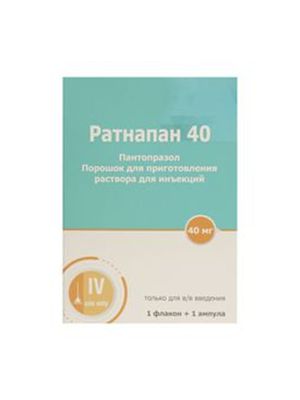 Ратнапан 40
Пантопразол
Порошок для приготовления
раствора для инъекций
40 мг
IV
use only
только для в/в введения
1 флакон + 1 ампула